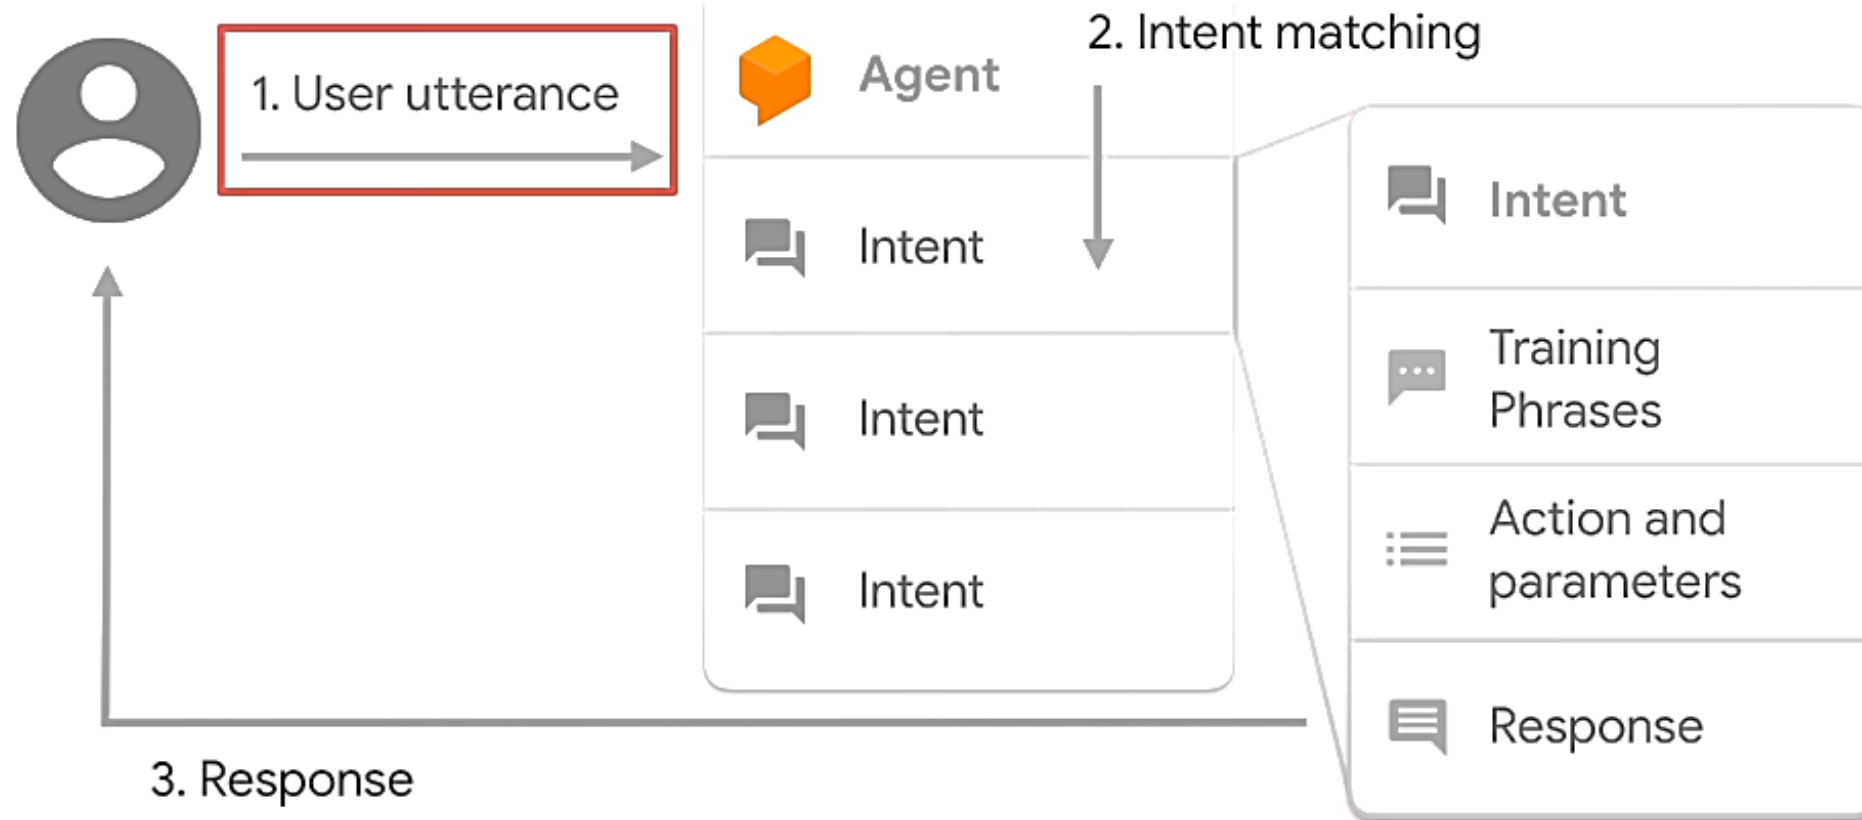 1. User utterance
Agent
Intent
Intent
Intent
2. Intent matching
Intent
Training
Phrases
Action and
parameters
Response
3. Response